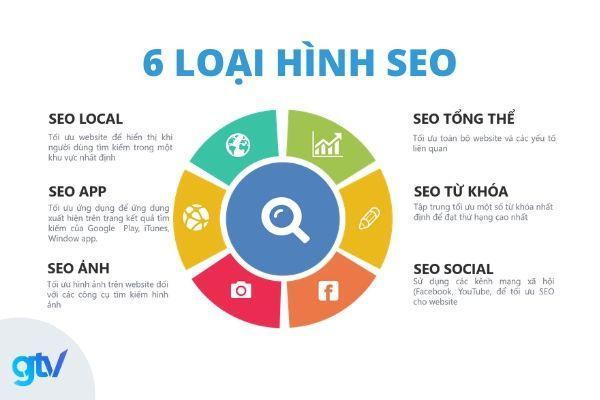 6 LOẠI HÌNH SEO
SEO LOCAL
Tối ưu website để hiển thị khi
người dùng tìm kiếm trong một
khu vực nhất định
SEO APP
Tối ưu ứng dụng để ứng dụng
xuất hiện trên trang kết quả tìm
kiếm của Google Play, iTunes,
Window app.
SEO ẢNH
Tối ưu hình ảnh trên website đối
với các công cụ tìm kiếm hình
ảnh
SEO TỔNG THỂ
Tối ưu toàn bộ website và các yếu tố
liên quan
SEO TỪ KHÓA
Tập trung tối ưu một số từ khóa nhất
định để đạt thứ hạng cao nhất
SEO SOCIAL
Sử dụng các kênh mạng xã hội
(Facebook, YouTube, để tối ưu SEO
cho website
gtv